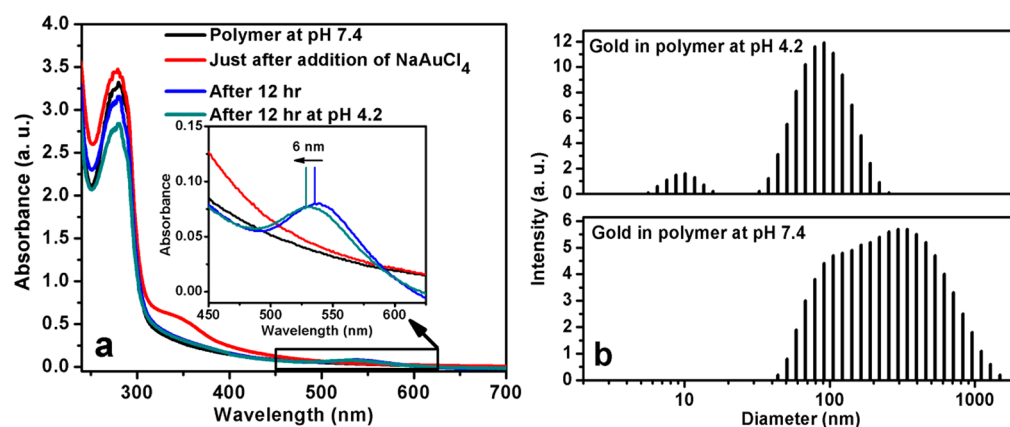 4.0
3.5
3.0
2.5
2.0
1.5
1.0
0.5
0.0
Absorbance (a. u.)
Polymer at pH 7.4
Just after addition of NaAuCl4
After 12 hr
After 12 hr at pH 4.2
0.15
0.10
0.05
0.00
Absorbance
6 nm
450
500
550
600
Wavelength (nm)
a
300
400
500
600
700
Wavelength (nm)
12
10
8
6
4
2
0
Gold in polymer at pH 4.2
Intensity (a. u.)
6
5
4
3
2
1
0
Gold in polymer at pH 7.4
b
10
100
1000
Diameter (nm)